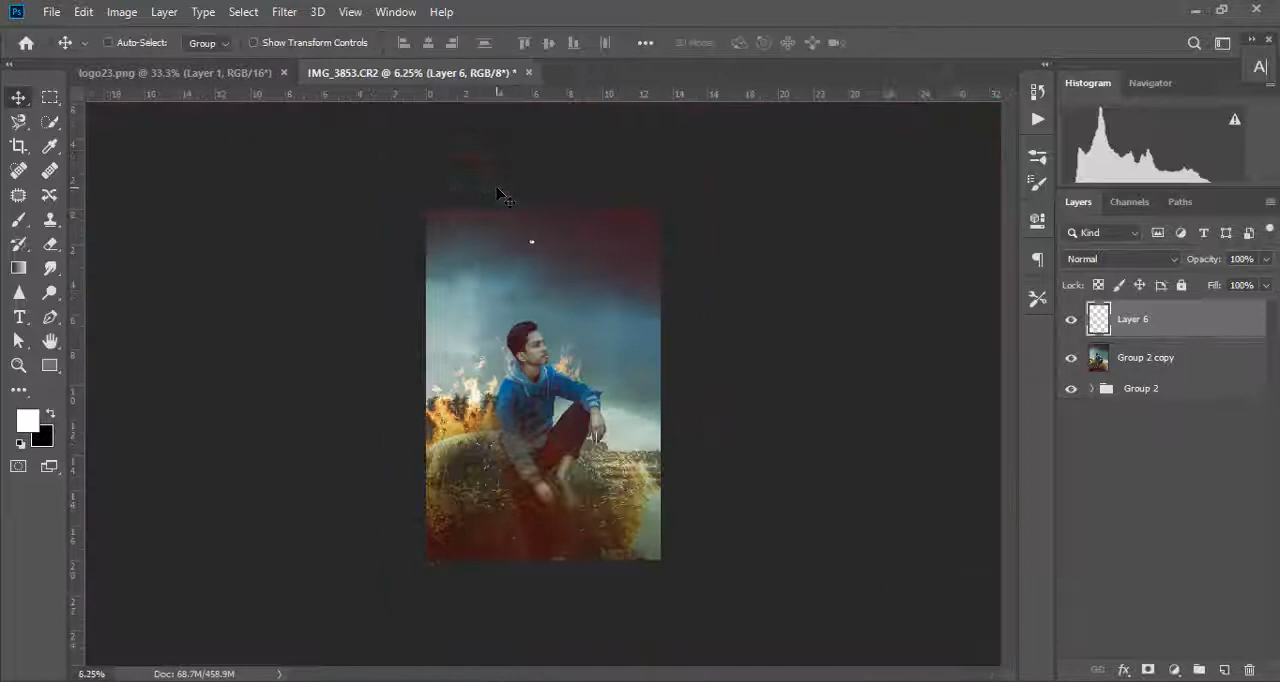 Ps File Edit Image Layer Type Select Filter 3D View Window Help
Auto-Select: Group Show Transform Controls 3D Mode:
logo23.png @ 33.3% (Layer 1, RGB/16*) × IMG_3853.CR2 @ 6.25% (Layer 6, RGB/8*) * ×
Histogram Navigator
Layers Channels Paths
Kind
Normal Opacity: 100%
Lock: Fill: 100%
Layer 6
Group 2 copy
Group 2
6.25% Doc: 68.7M/458.9M